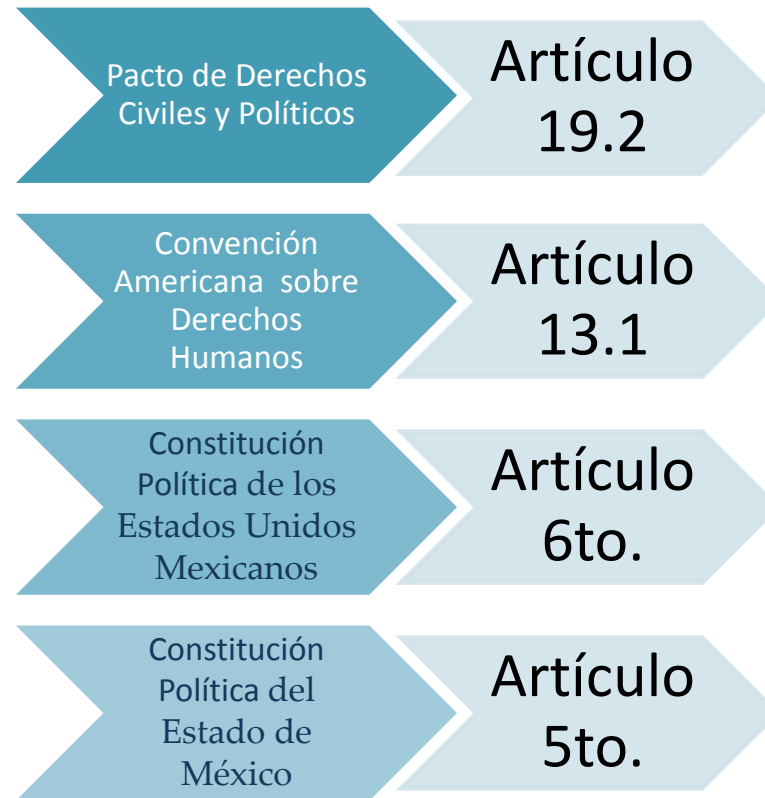 Pacto de Derechos
Civiles y Políticos
Artículo
19.2
Convención
Americana sobre
Derechos
Humanos
Artículo
13.1
Constitución
Política de los
Estados Unidos
Mexicanos
Artículo
6to.
Constitución
Política del
Estado de
México
Artículo
5to.